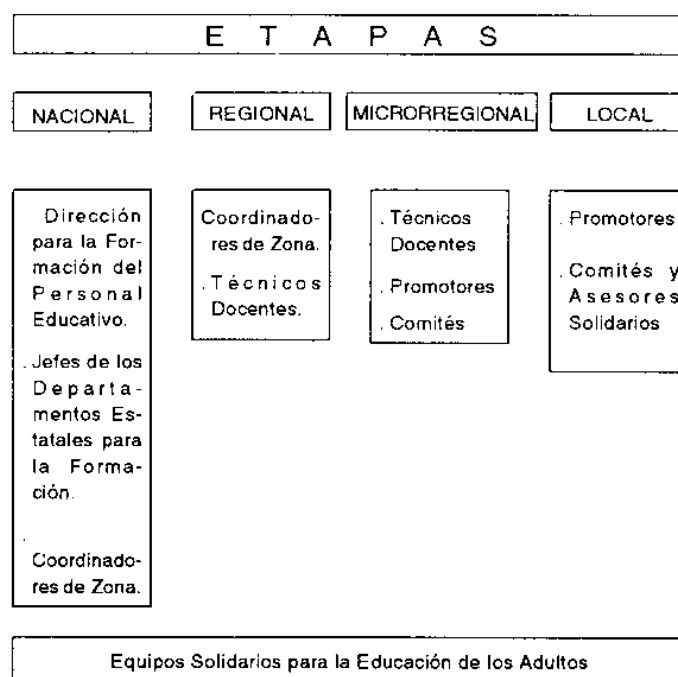 E T A P A S
NACIONAL
REGIONAL
MICRORREGIONAL
LOCAL
Dirección
para la For-
mación del
Personal
Educativo.
. Jefes de los
Departa-
mentos Es-
tatales para
la Forma-
ción.
.
Coordinado-
res de Zona.
Coordinado-
res de Zona.
. Técnicos
Docentes.
. Técnicos
Docentes
. Promotores
. Comités
. Promotores
. Comités y
Asesores
Solidarios
Equipos Solidarios para la Educación de los Adultos